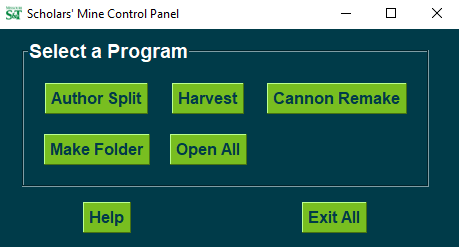 S&T
Scholars' Mine Control Panel
Select a Program
Author Split Harvest Cannon Remake
Make Folder Open All
Help Exit All